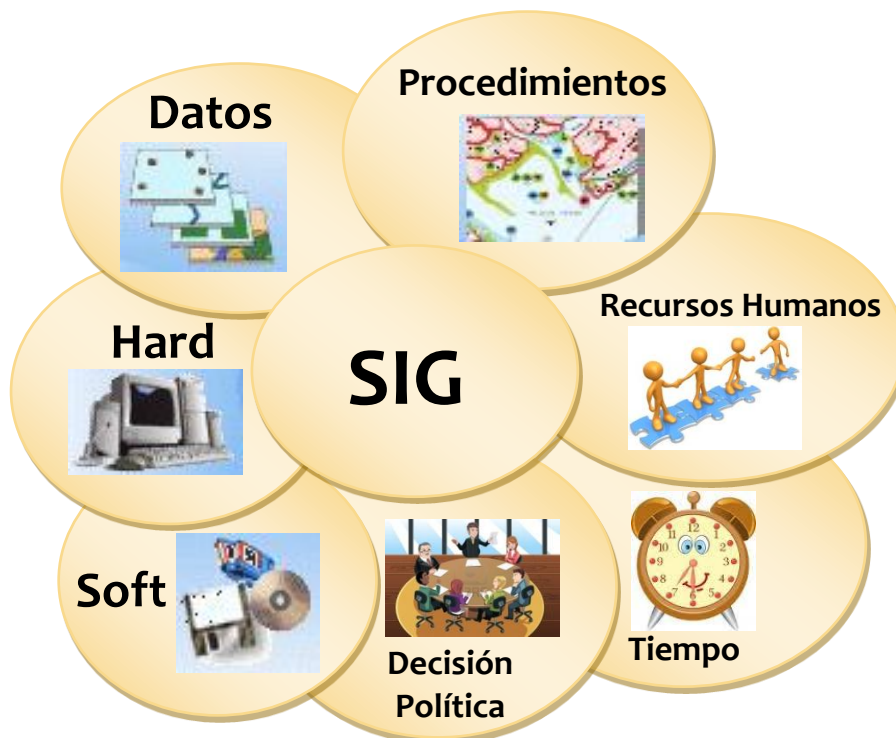 Procedimientos
Datos
Recursos Humanos
Hard
SIG
Soft
Tiempo
Decisión
Política